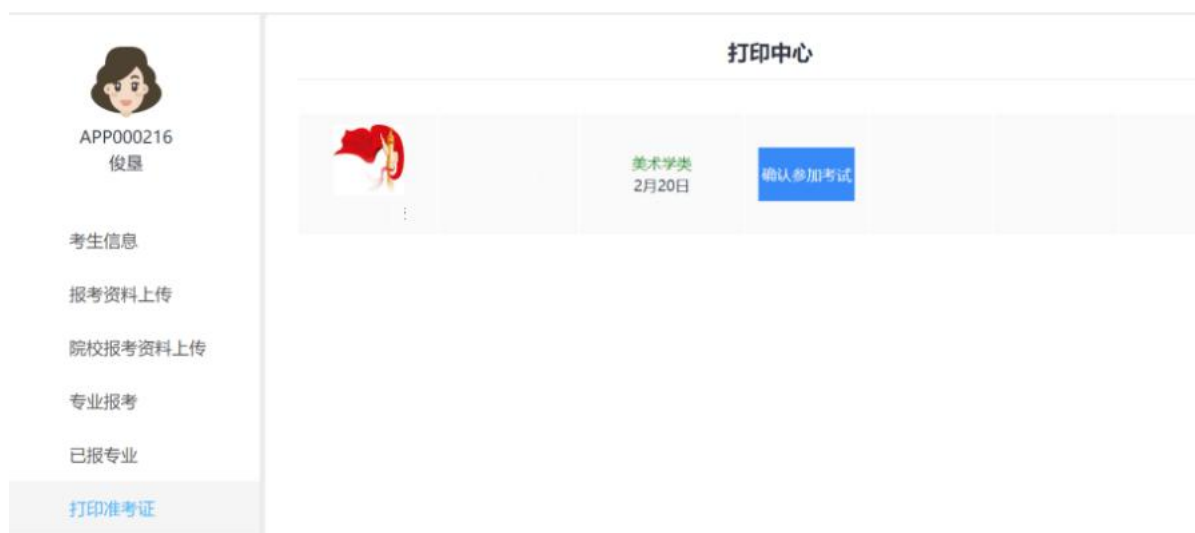 打印中心
APP000216
俊垦
美术学类
2月20日
确认参加考试
考生信息
报考资料上传
院校报考资料上传
专业报考
已报专业
打印准考证